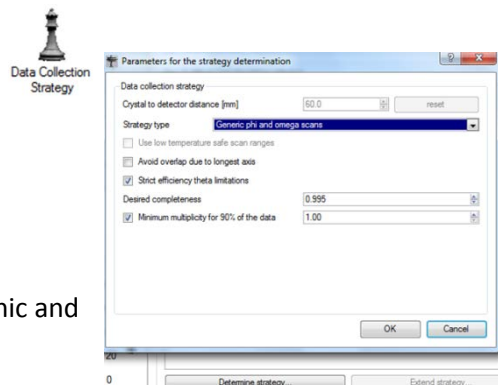 Data Collection
Strategy
Parameters for the strategy determination
Data collection strategy
Crystal to detector distance [mm] 60.0 reset
Strategy type Generic phi and omega scans
Use low temperature safe scan ranges
Avoid overlap due to longest axis
Strict efficiency theta limitations
Desired completeness 0.995
Minimum multiplicity for 90% of the data 1.00
nic and
OK Cancel
20
0 Determine strategy... Extend strategy...